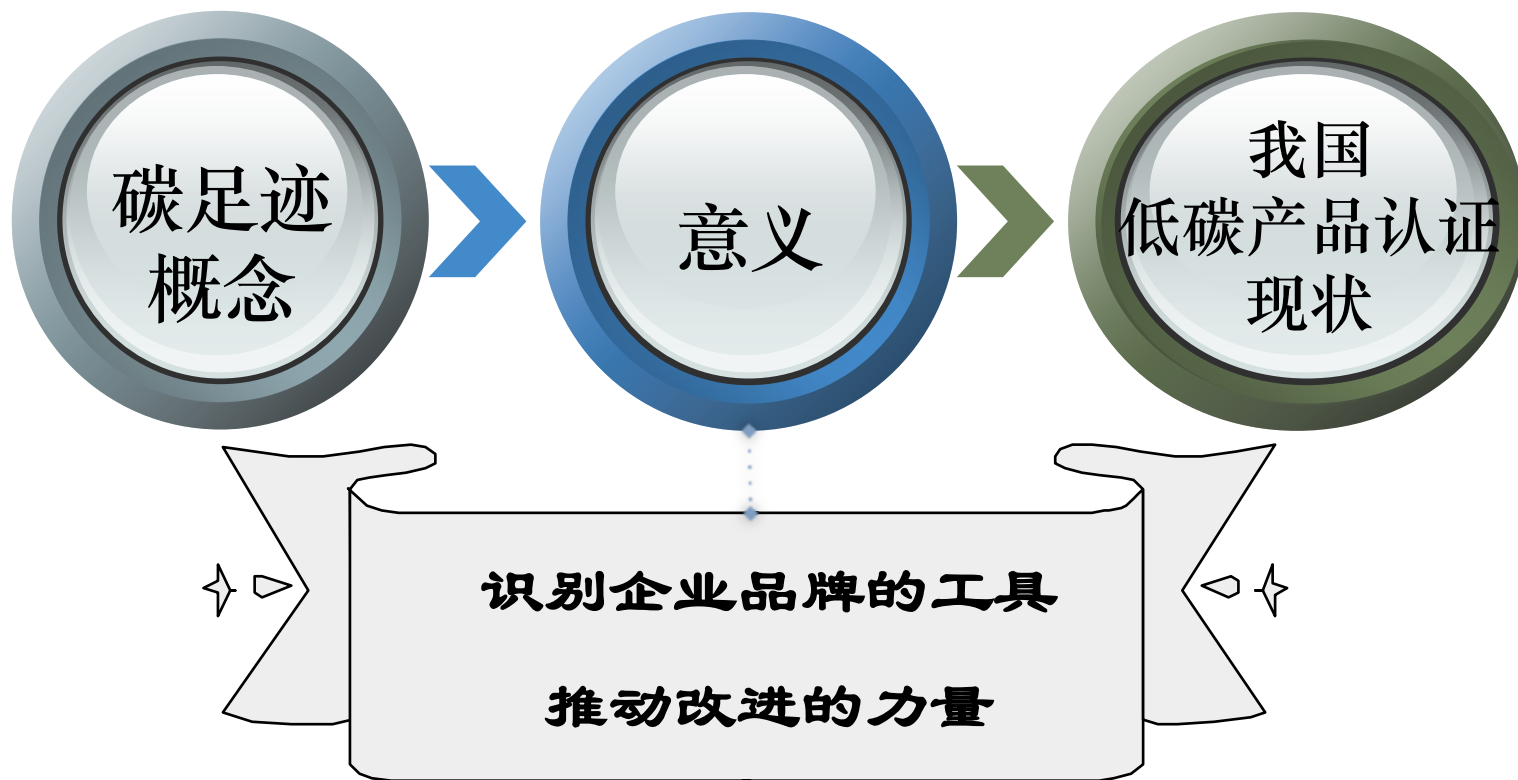 碳足迹
概念
意义
我国
低碳产品认证
现状
识别企业品牌的工具
推动改进的力量